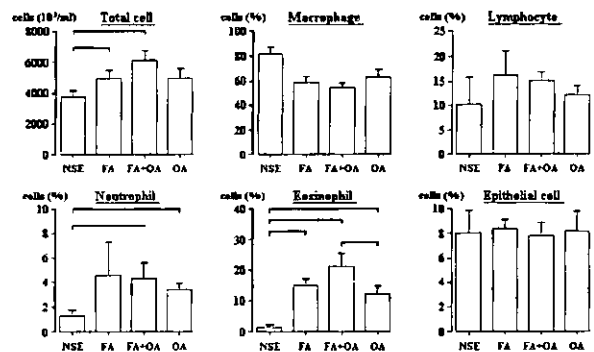 cells (10³/ml) Total cell
8000
6000
4000
2000
0
NSE FA FA+OA OA
cells (%) Macrophage
100
80
60
40
20
0
NSE FA FA+OA OA
cells (%) Lymphocyte
25
20
15
10
5
0
NSE FA FA+OA OA
cells (%) Neutrophil
10
8
6
4
2
0
NSE FA FA+OA OA
cells (%) Eosinophil
40
30
20
10
0
NSE FA FA+OA OA
cells (%) Epithelial cell
10
8
6
4
2
0
NSE FA FA+OA OA